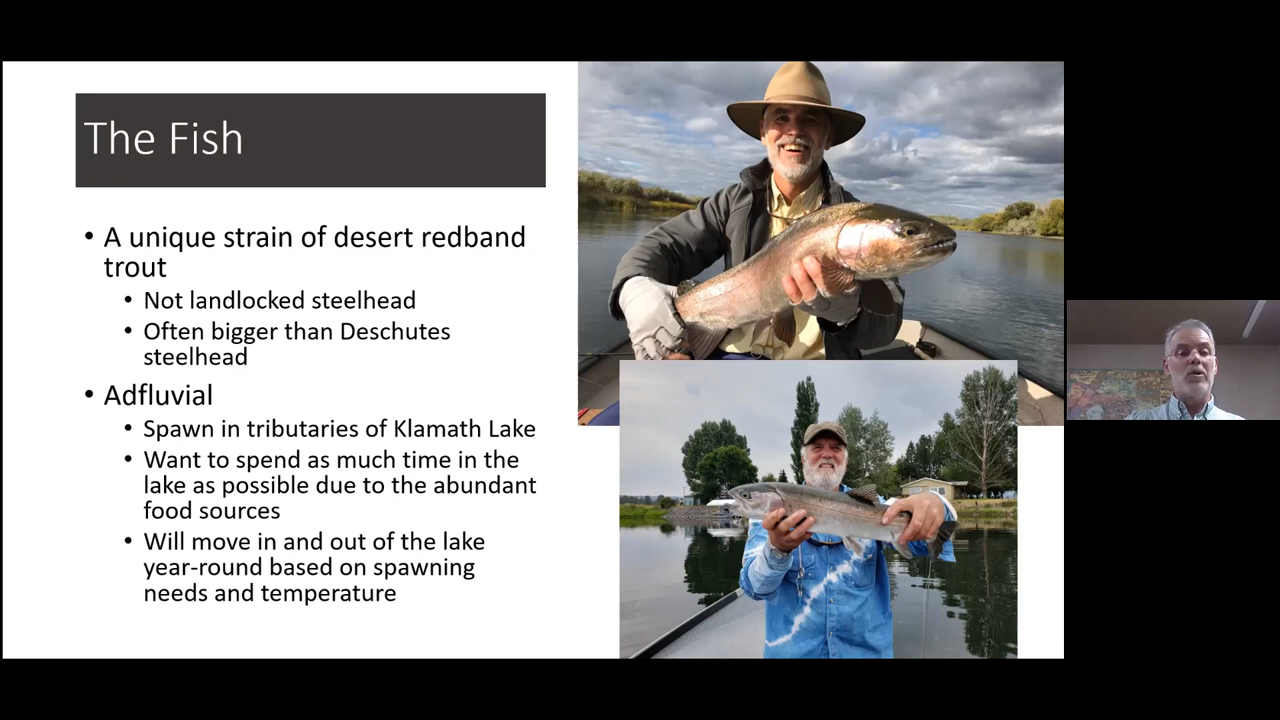 The Fish
• A unique strain of desert redband
trout
• Not landlocked steelhead
• Often bigger than Deschutes
steelhead
• Adfluvial
• Spawn in tributaries of Klamath Lake
• Want to spend as much time in the
lake as possible due to the abundant
food sources
• Will move in and out of the lake
year-round based on spawning
needs and temperature